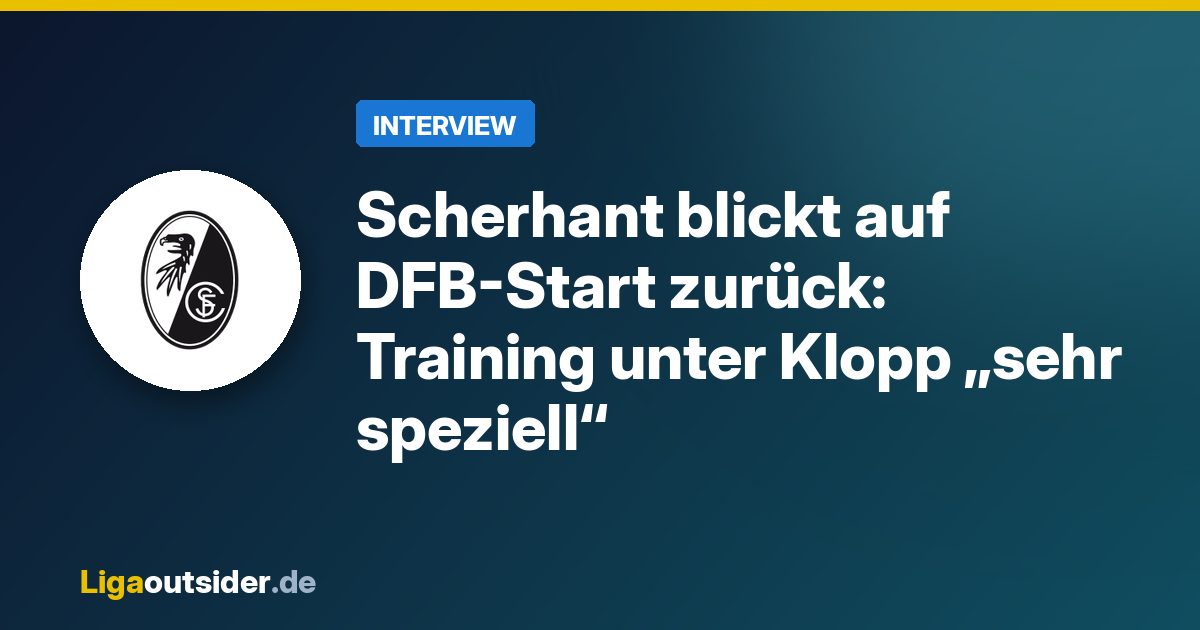 INTERVIEW
Scherhant blickt auf
DFB-Start zurück:
Training unter Klopp „sehr
speziell“
Ligaoutsider.de